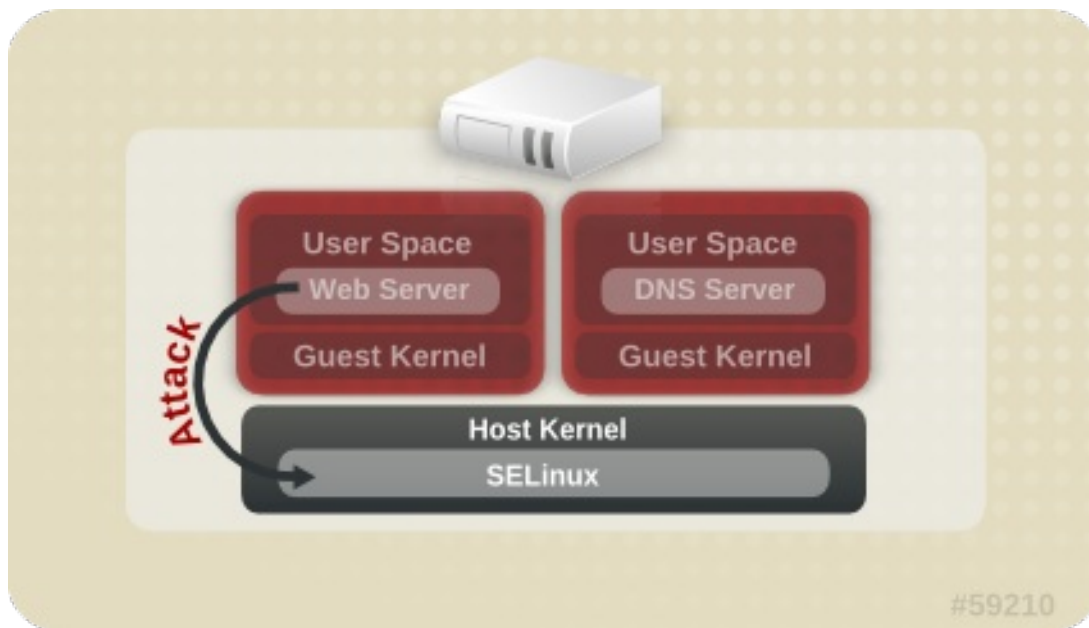 User Space
Web Server
Guest Kernel
User Space
DNS Server
Guest Kernel
Attack
Host Kernel
SELinux
#59210